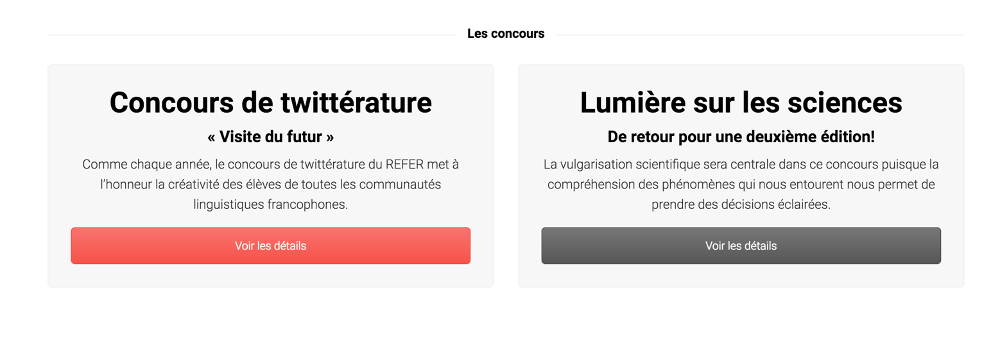 Les concours
Concours de twittérature
« Visite du futur »
Comme chaque année, le concours de twittérature du REFER met à
l’honneur la créativité des élèves de toutes les communautés
linguistiques francophones.
Voir les détails
Lumière sur les sciences
De retour pour une deuxième édition!
La vulgarisation scientifique sera centrale dans ce concours puisque la
compréhension des phénomènes qui nous entourent nous permet de
prendre des décisions éclairées.
Voir les détails